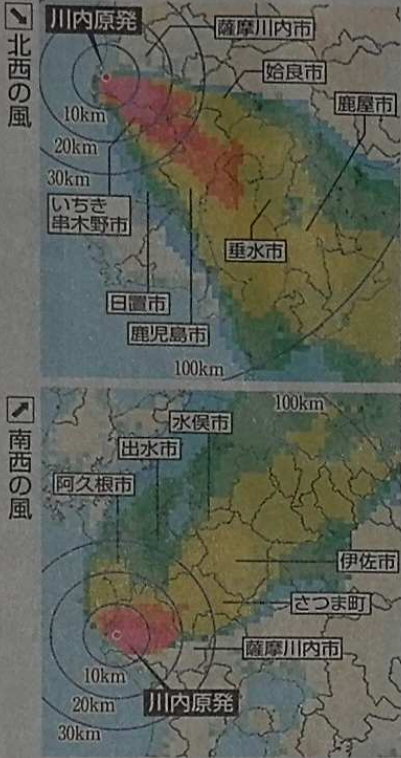 北西の風
川内原発
薩摩川内市
姶良市
鹿屋市
10km
20km
30km
いちき
串木野市
垂水市
日置市
鹿児島市
100km
南西の風
100km
水俣市
出水市
阿久根市
伊佐市
さつま町
薩摩川内市
10km
川内原発
20km
30km